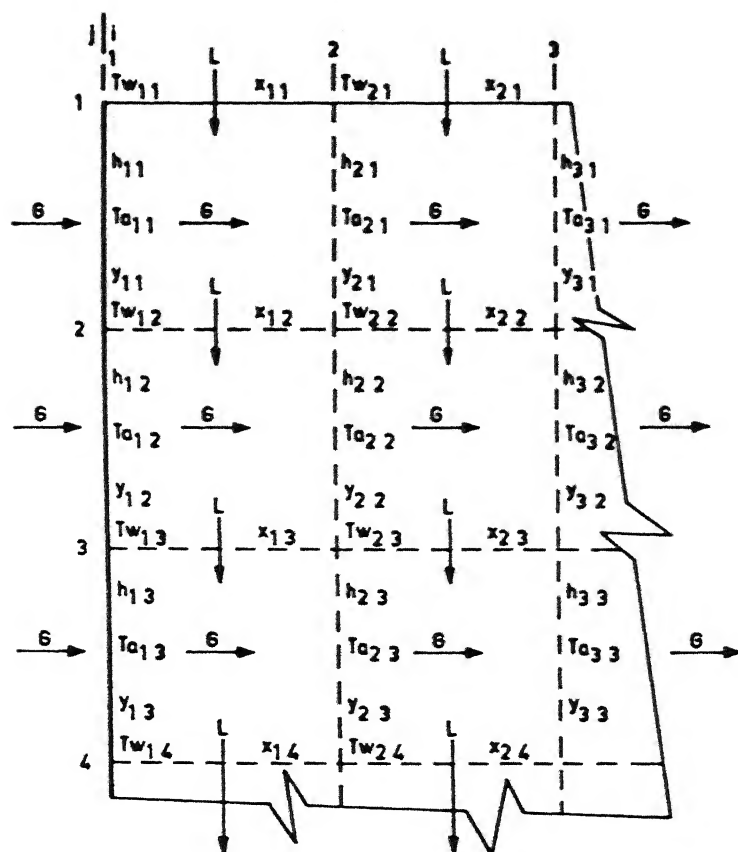 j i
1 L 2 L 3
Tw₁₁ x₁₁ Tw₂₁ x₂₁
1
h₁₁ h₂₁ h₃₁
G Ta₁₁ G Ta₂₁ G Ta₃₁ G
y₁₁ L y₂₁ L y₃₁
2 Tw₁₂ x₁₂ Tw₂₂ x₂₂
h₁₂ h₂₂ h₃₂
G Ta₁₂ G Ta₂₂ G Ta₃₂ G
y₁₂ L y₂₂ L y₃₂
3 Tw₁₃ x₁₃ Tw₂₃ x₂₃
h₁₃ h₂₃ h₃₃
G Ta₁₃ G Ta₂₃ G Ta₃₃ G
y₁₃ L y₂₃ L y₃₃
4 Tw₁₄ x₁₄ Tw₂₄ x₂₄